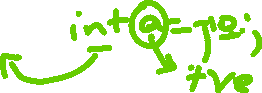 int a=10;
+ve